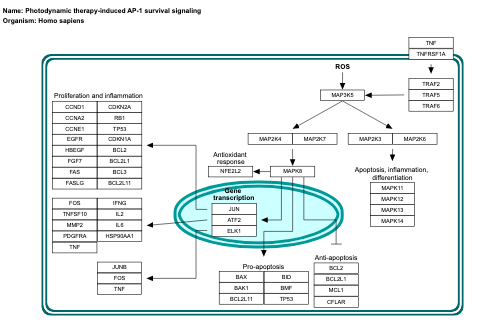 Name: Photodynamic therapy-induced AP-1 survival signaling
Organism: Homo sapiens
TNF
TNFRSF1A
ROS
TRAF2
TRAF5
TRAF6
MAP3K5
Proliferation and inflammation
CCND1 CDKN2A
CCNA2 RB1
CCNE1 TP53
EGFR CDKN1A
HBEGF BCL2
FGF7 BCL2L1
FAS BCL3
FASLG BCL2L11
MAP2K4 MAP2K7
MAP2K3 MAP2K6
Antioxidant
response
NFE2L2
MAPK8
Apoptosis, inflammation,
differentiation
MAPK11
MAPK12
MAPK13
MAPK14
Gene
transcription
JUN
ATF2
ELK1
FOS IFNG
TNFSF10 IL2
MMP2 IL6
PDGFRA HSP90AA1
TNF
JUNB
FOS
TNF
Pro-apoptosis
BAX BID
BAK1 BMF
BCL2L11 TP53
Anti-apoptosis
BCL2
BCL2L1
MCL1
CFLAR